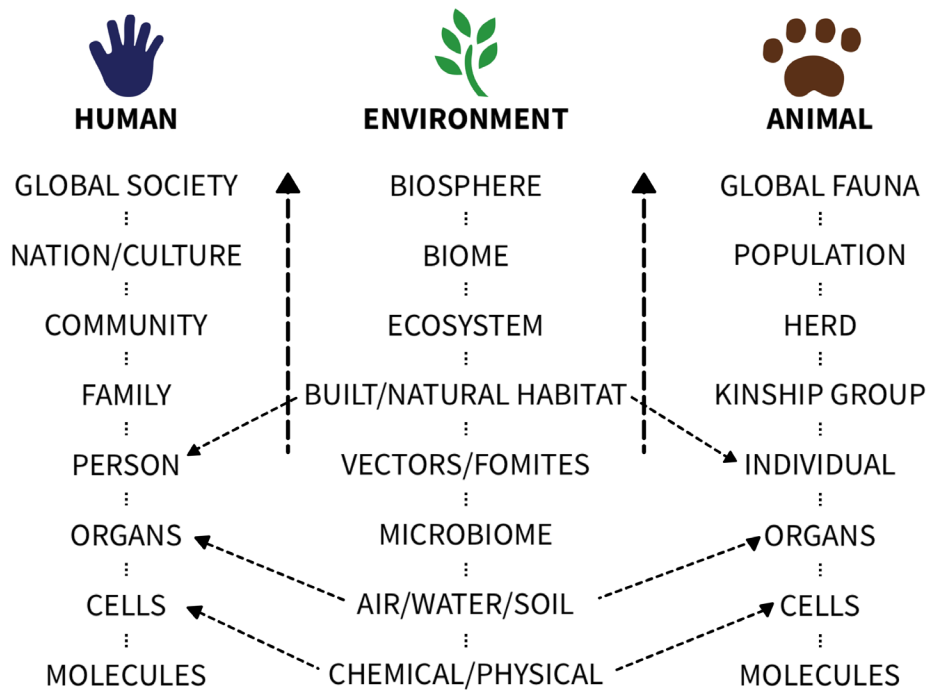 HUMAN ENVIRONMENT ANIMAL
GLOBAL SOCIETY BIOSPHERE GLOBAL FAUNA
NATION/CULTURE BIOME POPULATION
COMMUNITY ECOSYSTEM HERD
FAMILY BUILT/NATURAL HABITAT KINSHIP GROUP
PERSON VECTORS/FOMITES INDIVIDUAL
ORGANS MICROBIOME ORGANS
CELLS AIR/WATER/SOIL CELLS
MOLECULES CHEMICAL/PHYSICAL MOLECULES